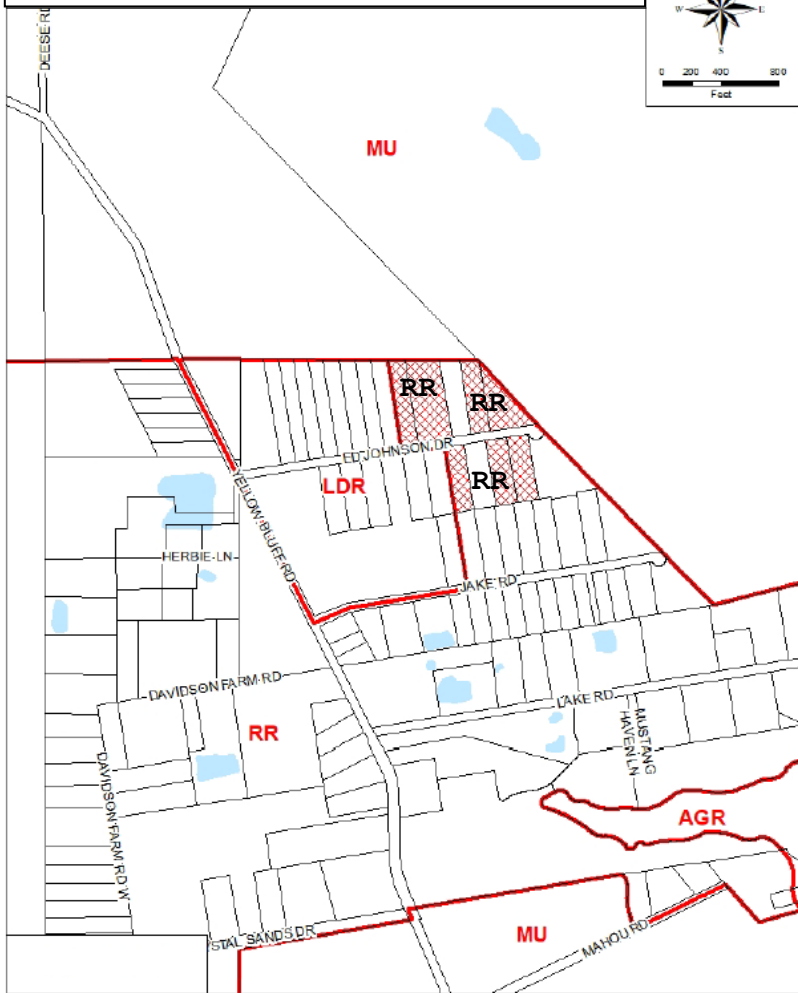 W
E
S
0 200 400 800
Feet
DEESE RD
MU
RR
RR
ED JOHNSON DR
LDR
RR
YELLOW BLUFF RD
HERBIE LN
JAKE RD
DAVIDSON FARM RD
LAKE RD
MUSTANG
HAVEN LN
RR
DAVIDSON FARM RD W
AGR
STAL SANDS DR
MU
MAHOU RD